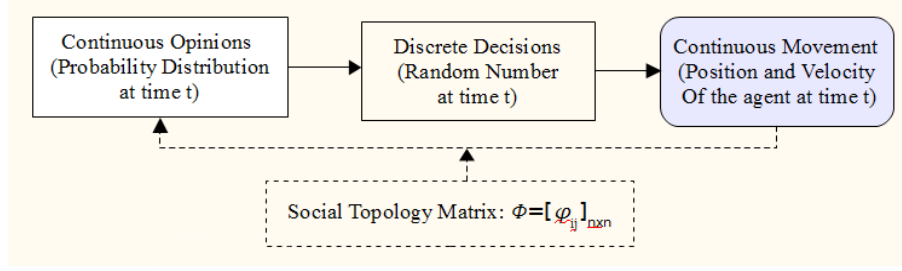 Continuous Opinions
(Probability Distribution
at time t)
Discrete Decisions
(Random Number
at time t)
Continuous Movement
(Position and Velocity
Of the agent at time t)
Social Topology Matrix: Φ=[φij]nxn